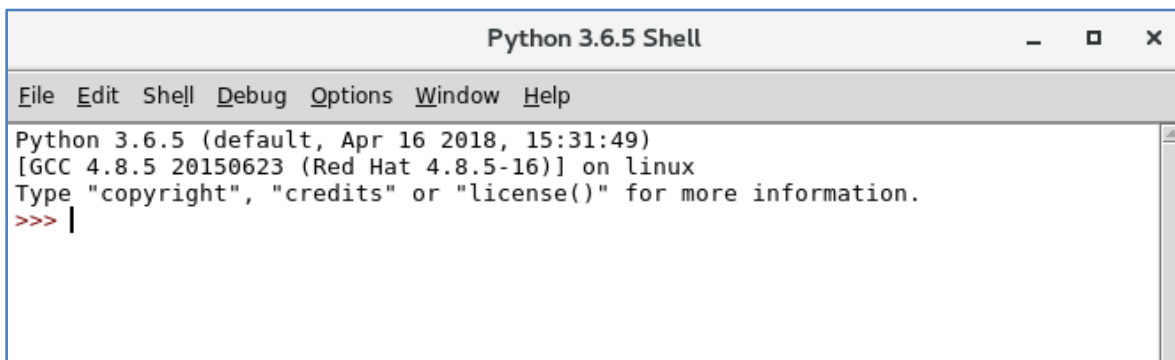 Python 3.6.5 Shell
File Edit Shell Debug Options Window Help
Python 3.6.5 (default, Apr 16 2018, 15:31:49)
[GCC 4.8.5 20150623 (Red Hat 4.8.5-16)] on linux
Type "copyright", "credits" or "license()" for more information.
>>>